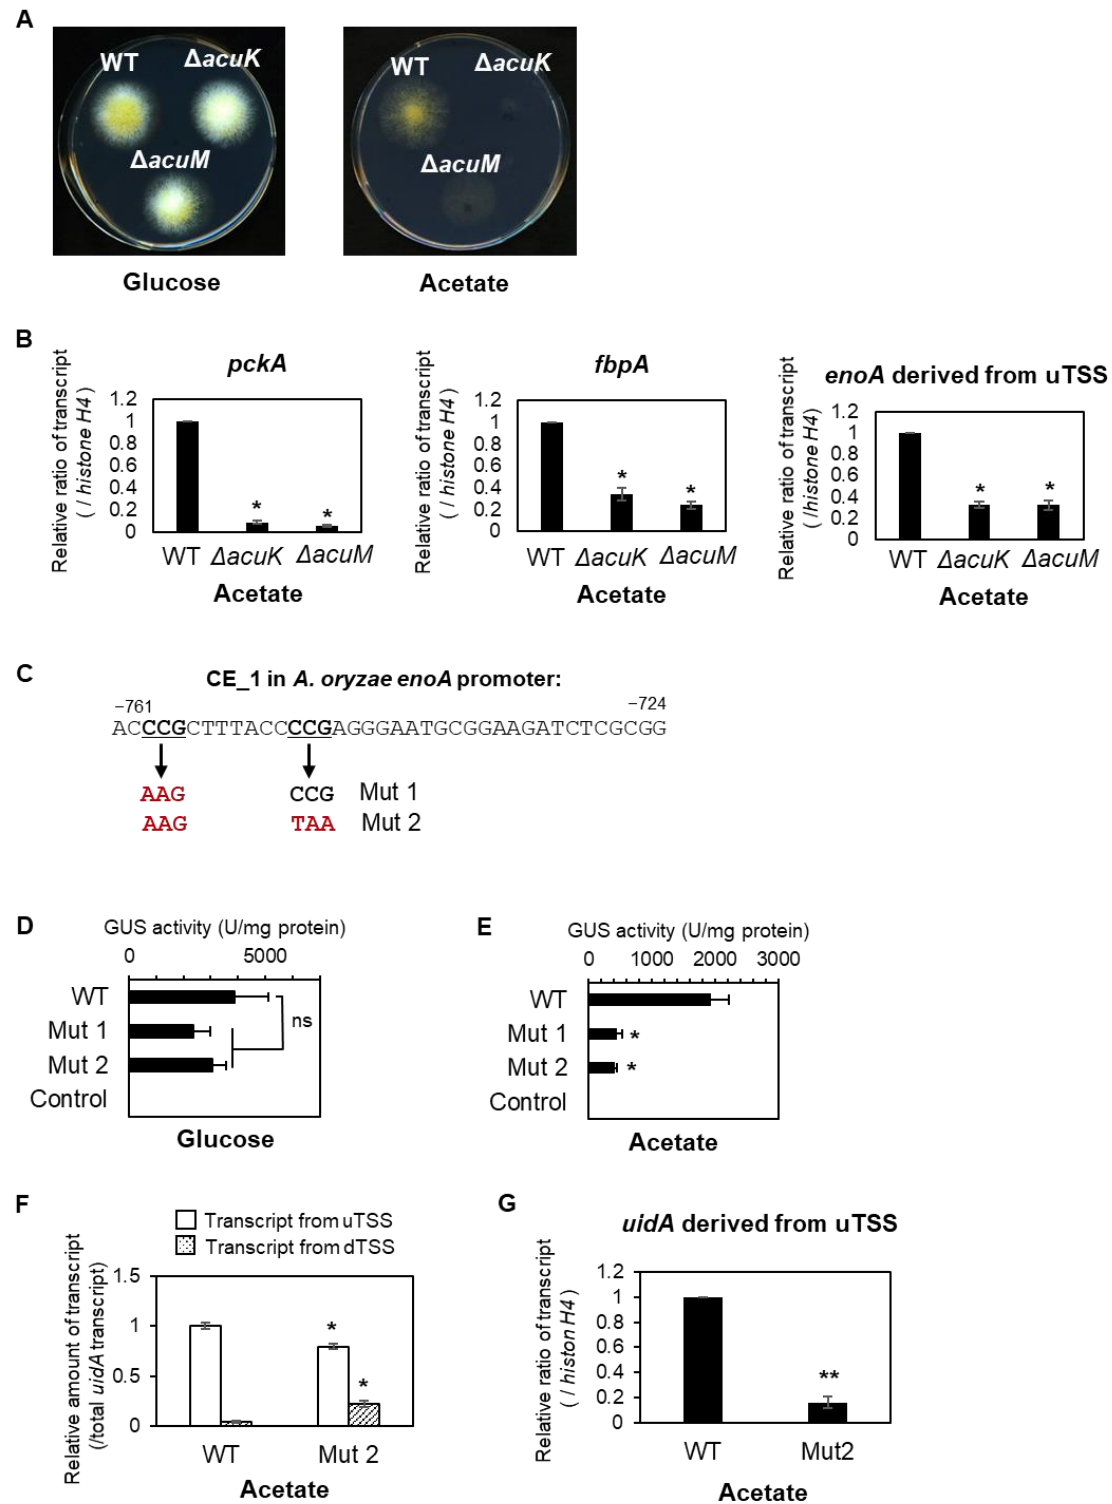 A
WT ΔacuK
ΔacuM
Glucose
WT ΔacuK
ΔacuM
Acetate
B
pckA
Relative ratio of transcript
( / histone H4 )
1.2
1
0.8
0.6
0.4
0.2
0
* *
WT ΔacuK ΔacuM
Acetate
fbpA
Relative ratio of transcript
( / histone H4 )
1.2
1
0.8
0.6
0.4
0.2
0
* *
WT ΔacuK ΔacuM
Acetate
enoA derived from uTSS
Relative ratio of transcript
( /histone H4 )
1.2
1
0.8
0.6
0.4
0.2
0
* *
WT ΔacuK ΔacuM
Acetate
C
CE_1 in A. oryzae enoA promoter:
−761 −724
ACCCCGCTTTACCCCCGAGGGAATGCGGAAGATCTCGCGG
AAG CCG Mut 1
AAG TAA Mut 2
D
GUS activity (U/mg protein)
0 5000
WT
Mut 1
Mut 2
Control
ns
Glucose
E
GUS activity (U/mg protein)
0 1000 2000 3000
WT
Mut 1 *
Mut 2 *
Control
Acetate
F
Transcript from uTSS
Transcript from dTSS
Relative amount of transcript
(/total uidA transcript)
1.5
1
0.5
0
*
*
WT Mut 2
Acetate
G
uidA derived from uTSS
Relative ratio of transcript
( / histon H4 )
1.2
1
0.8
0.6
0.4
0.2
0
**
WT Mut2
Acetate